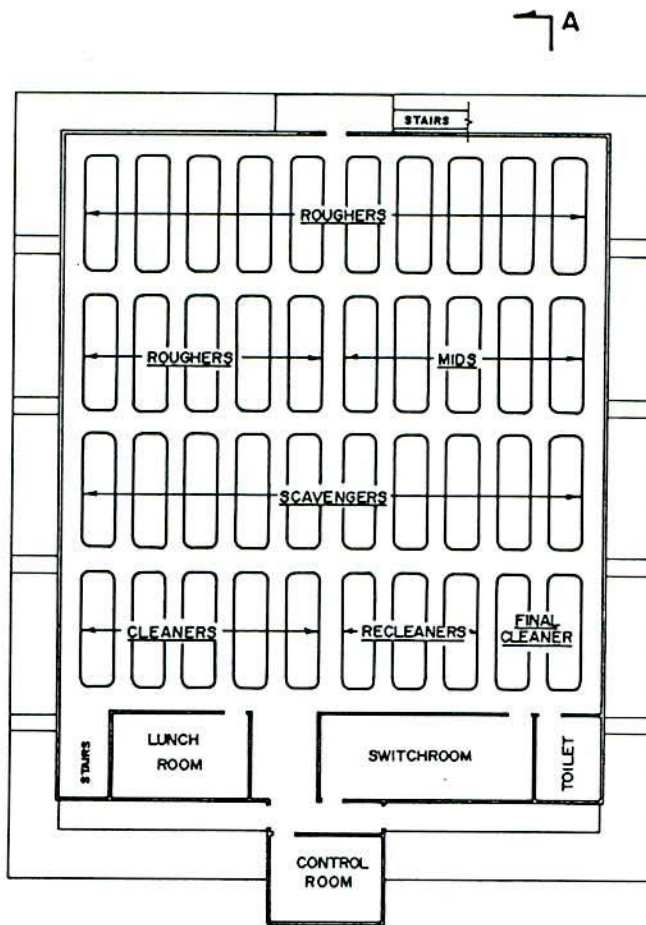 A
STAIRS
ROUGHERS
ROUGHERS
MIDS
SCAVENGERS
CLEANERS
RECLEANERS
FINAL
CLEANER
STAIRS
LUNCH
ROOM
SWITCHROOM
TOILET
CONTROL
ROOM